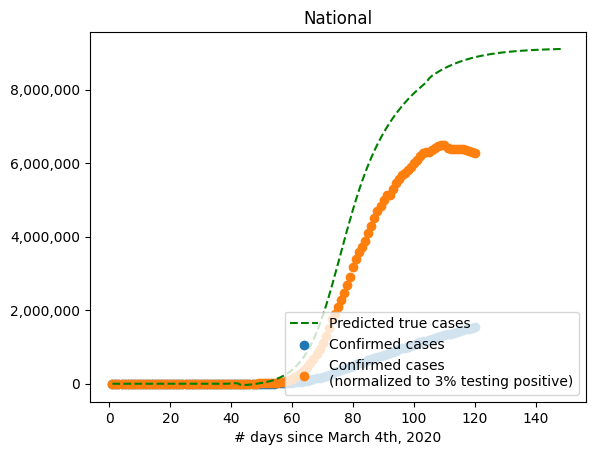 National
8,000,000
6,000,000
4,000,000
2,000,000
0
Predicted true cases
Confirmed cases
Confirmed cases
(normalized to 3% testing positive)
0 20 40 60 80 100 120 140
# days since March 4th, 2020